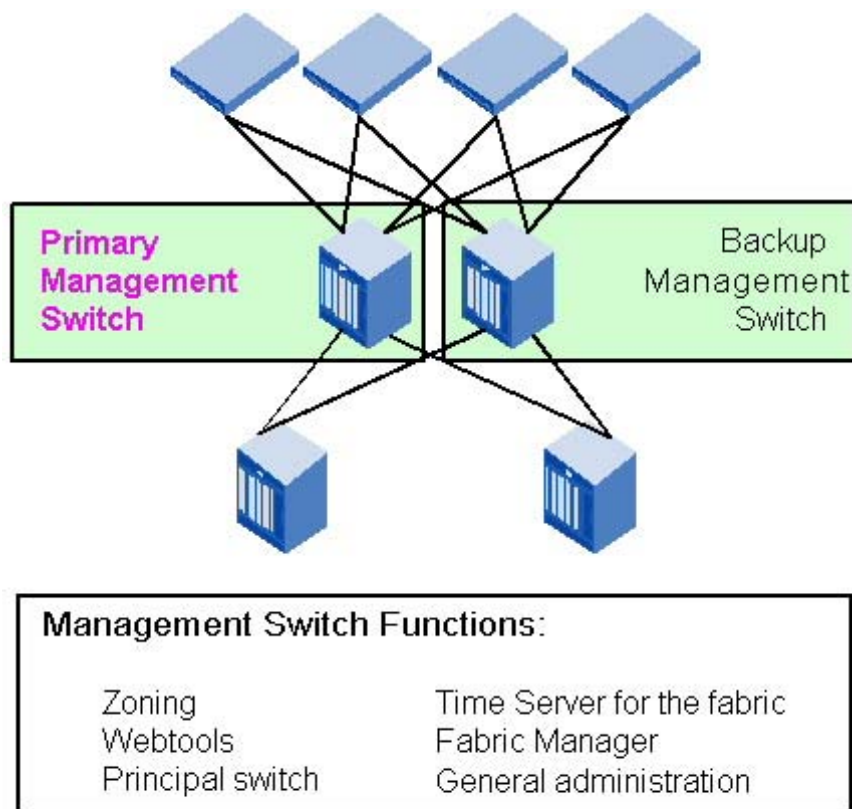 Primary
Management
Switch
Backup
Management
Switch
Management Switch Functions:
Zoning Time Server for the fabric
Webtools Fabric Manager
Principal switch General administration